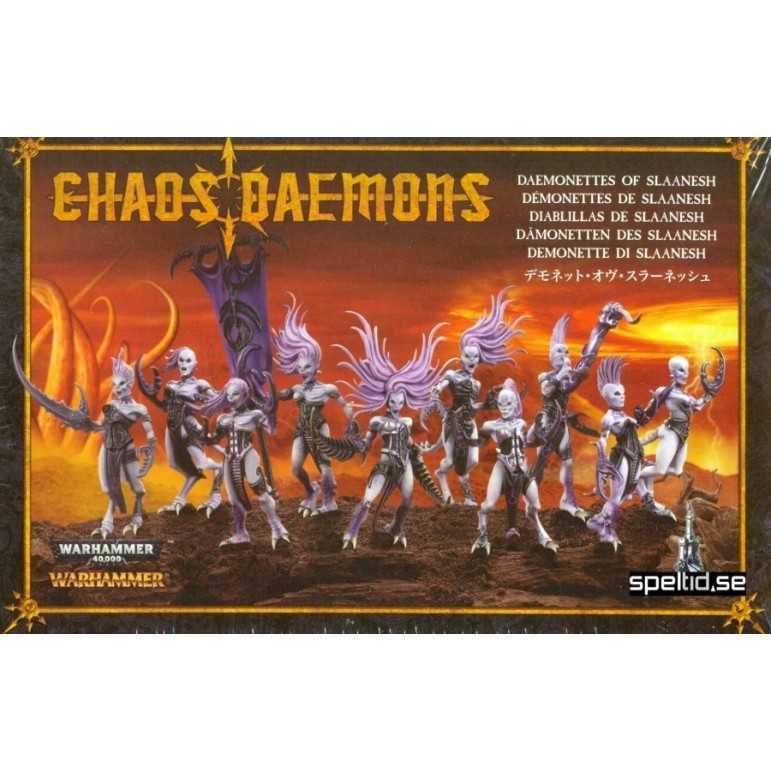 CHAOS DAEMONS
DAEMONETTES OF SLAANESH
DÉMONETTES DE SLAANESH
DIABLILLAS DE SLAANESH
DÄMONETTEN DES SLAANESH
DEMONETTE DI SLAANESH
デモネット・オヴ・スラーネッシュ
WARHAMMER
40,000
WARHAMMER
speltid.se